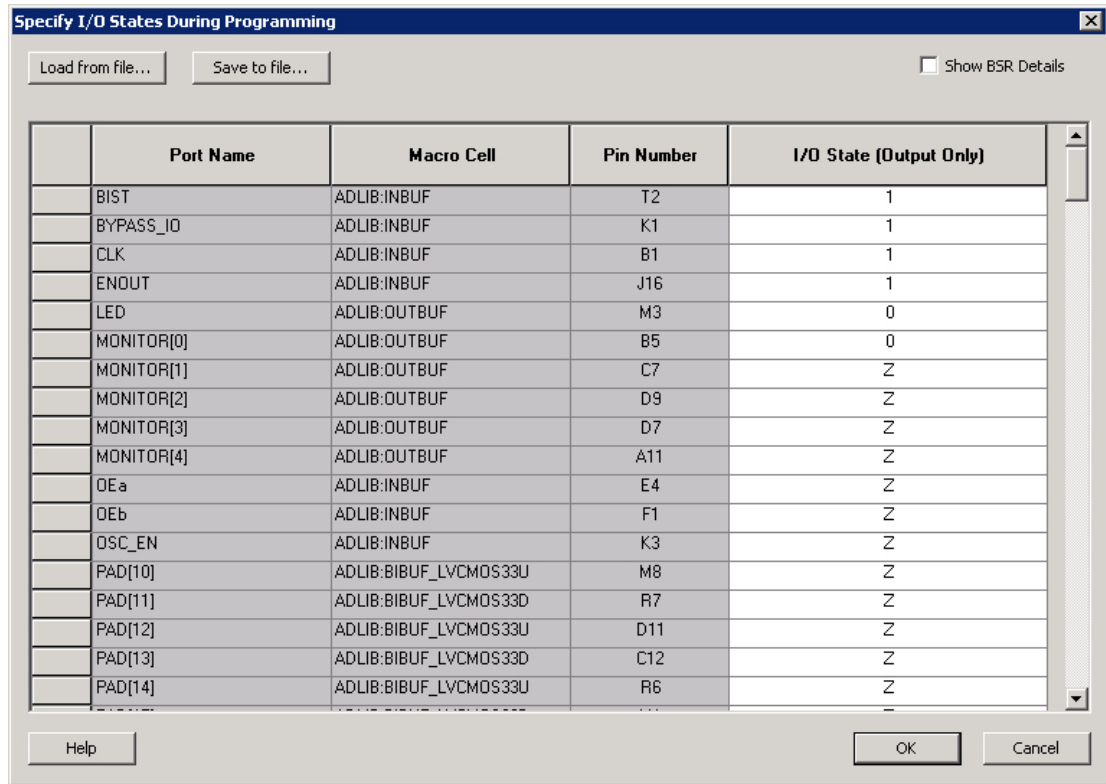 Specify I/O States During Programming
Load from file... Save to file... Show BSR Details
Port Name Macro Cell Pin Number I/O State (Output Only)
BIST ADLIB:INBUF T2 1
BYPASS_IO ADLIB:INBUF K1 1
CLK ADLIB:INBUF B1 1
ENOUT ADLIB:INBUF J16 1
LED ADLIB:OUTBUF M3 0
MONITOR[0] ADLIB:OUTBUF B5 0
MONITOR[1] ADLIB:OUTBUF C7 Z
MONITOR[2] ADLIB:OUTBUF D9 Z
MONITOR[3] ADLIB:OUTBUF D7 Z
MONITOR[4] ADLIB:OUTBUF A11 Z
OEa ADLIB:INBUF E4 Z
OEb ADLIB:INBUF F1 Z
OSC_EN ADLIB:INBUF K3 Z
PAD[10] ADLIB:BIBUF_LVCMOS33U M8 Z
PAD[11] ADLIB:BIBUF_LVCMOS33D R7 Z
PAD[12] ADLIB:BIBUF_LVCMOS33U D11 Z
PAD[13] ADLIB:BIBUF_LVCMOS33D C12 Z
PAD[14] ADLIB:BIBUF_LVCMOS33U R6 Z
Help OK Cancel